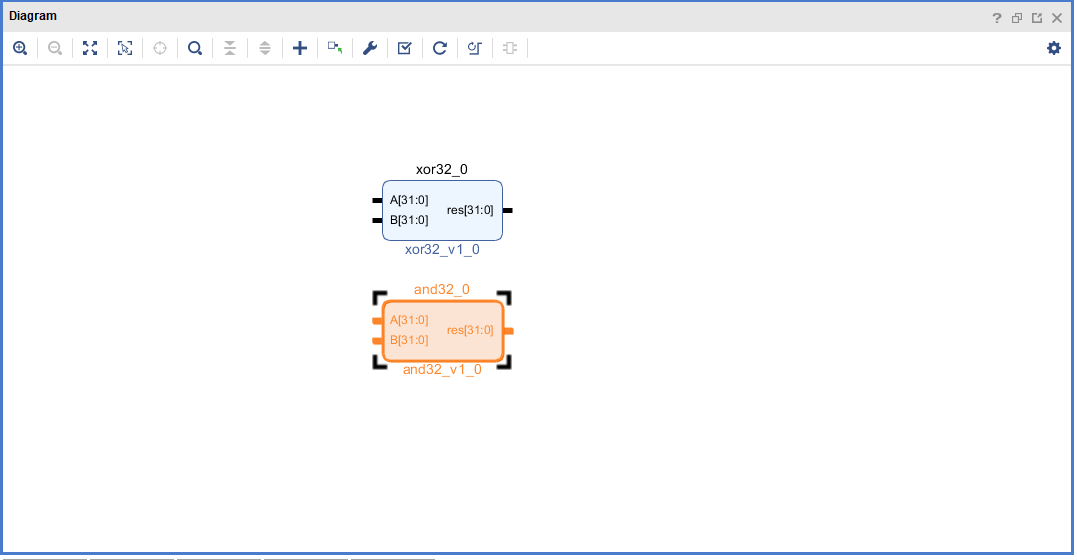 Diagram
xor32_0
A[31:0]
res[31:0]
B[31:0]
xor32_v1_0
and32_0
A[31:0]
res[31:0]
B[31:0]
and32_v1_0